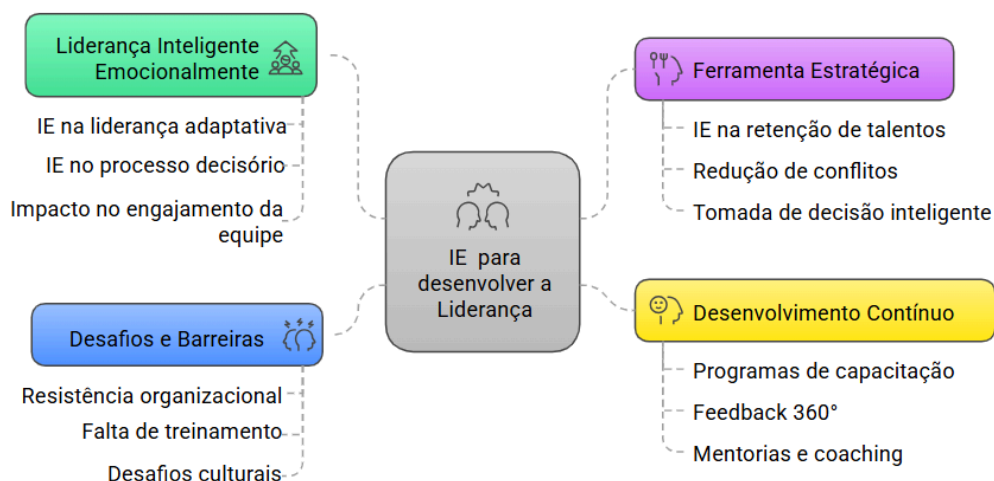 Liderança Inteligente
Emocionalmente
IE na liderança adaptativa
IE no processo decisório
Impacto no engajamento da
equipe
Desafios e Barreiras
Resistência organizacional
Falta de treinamento
Desafios culturais
IE para
desenvolver a
Liderança
Ferramenta Estratégica
IE na retenção de talentos
Redução de conflitos
Tomada de decisão inteligente
Desenvolvimento Contínuo
Programas de capacitação
Feedback 360°
Mentorias e coaching